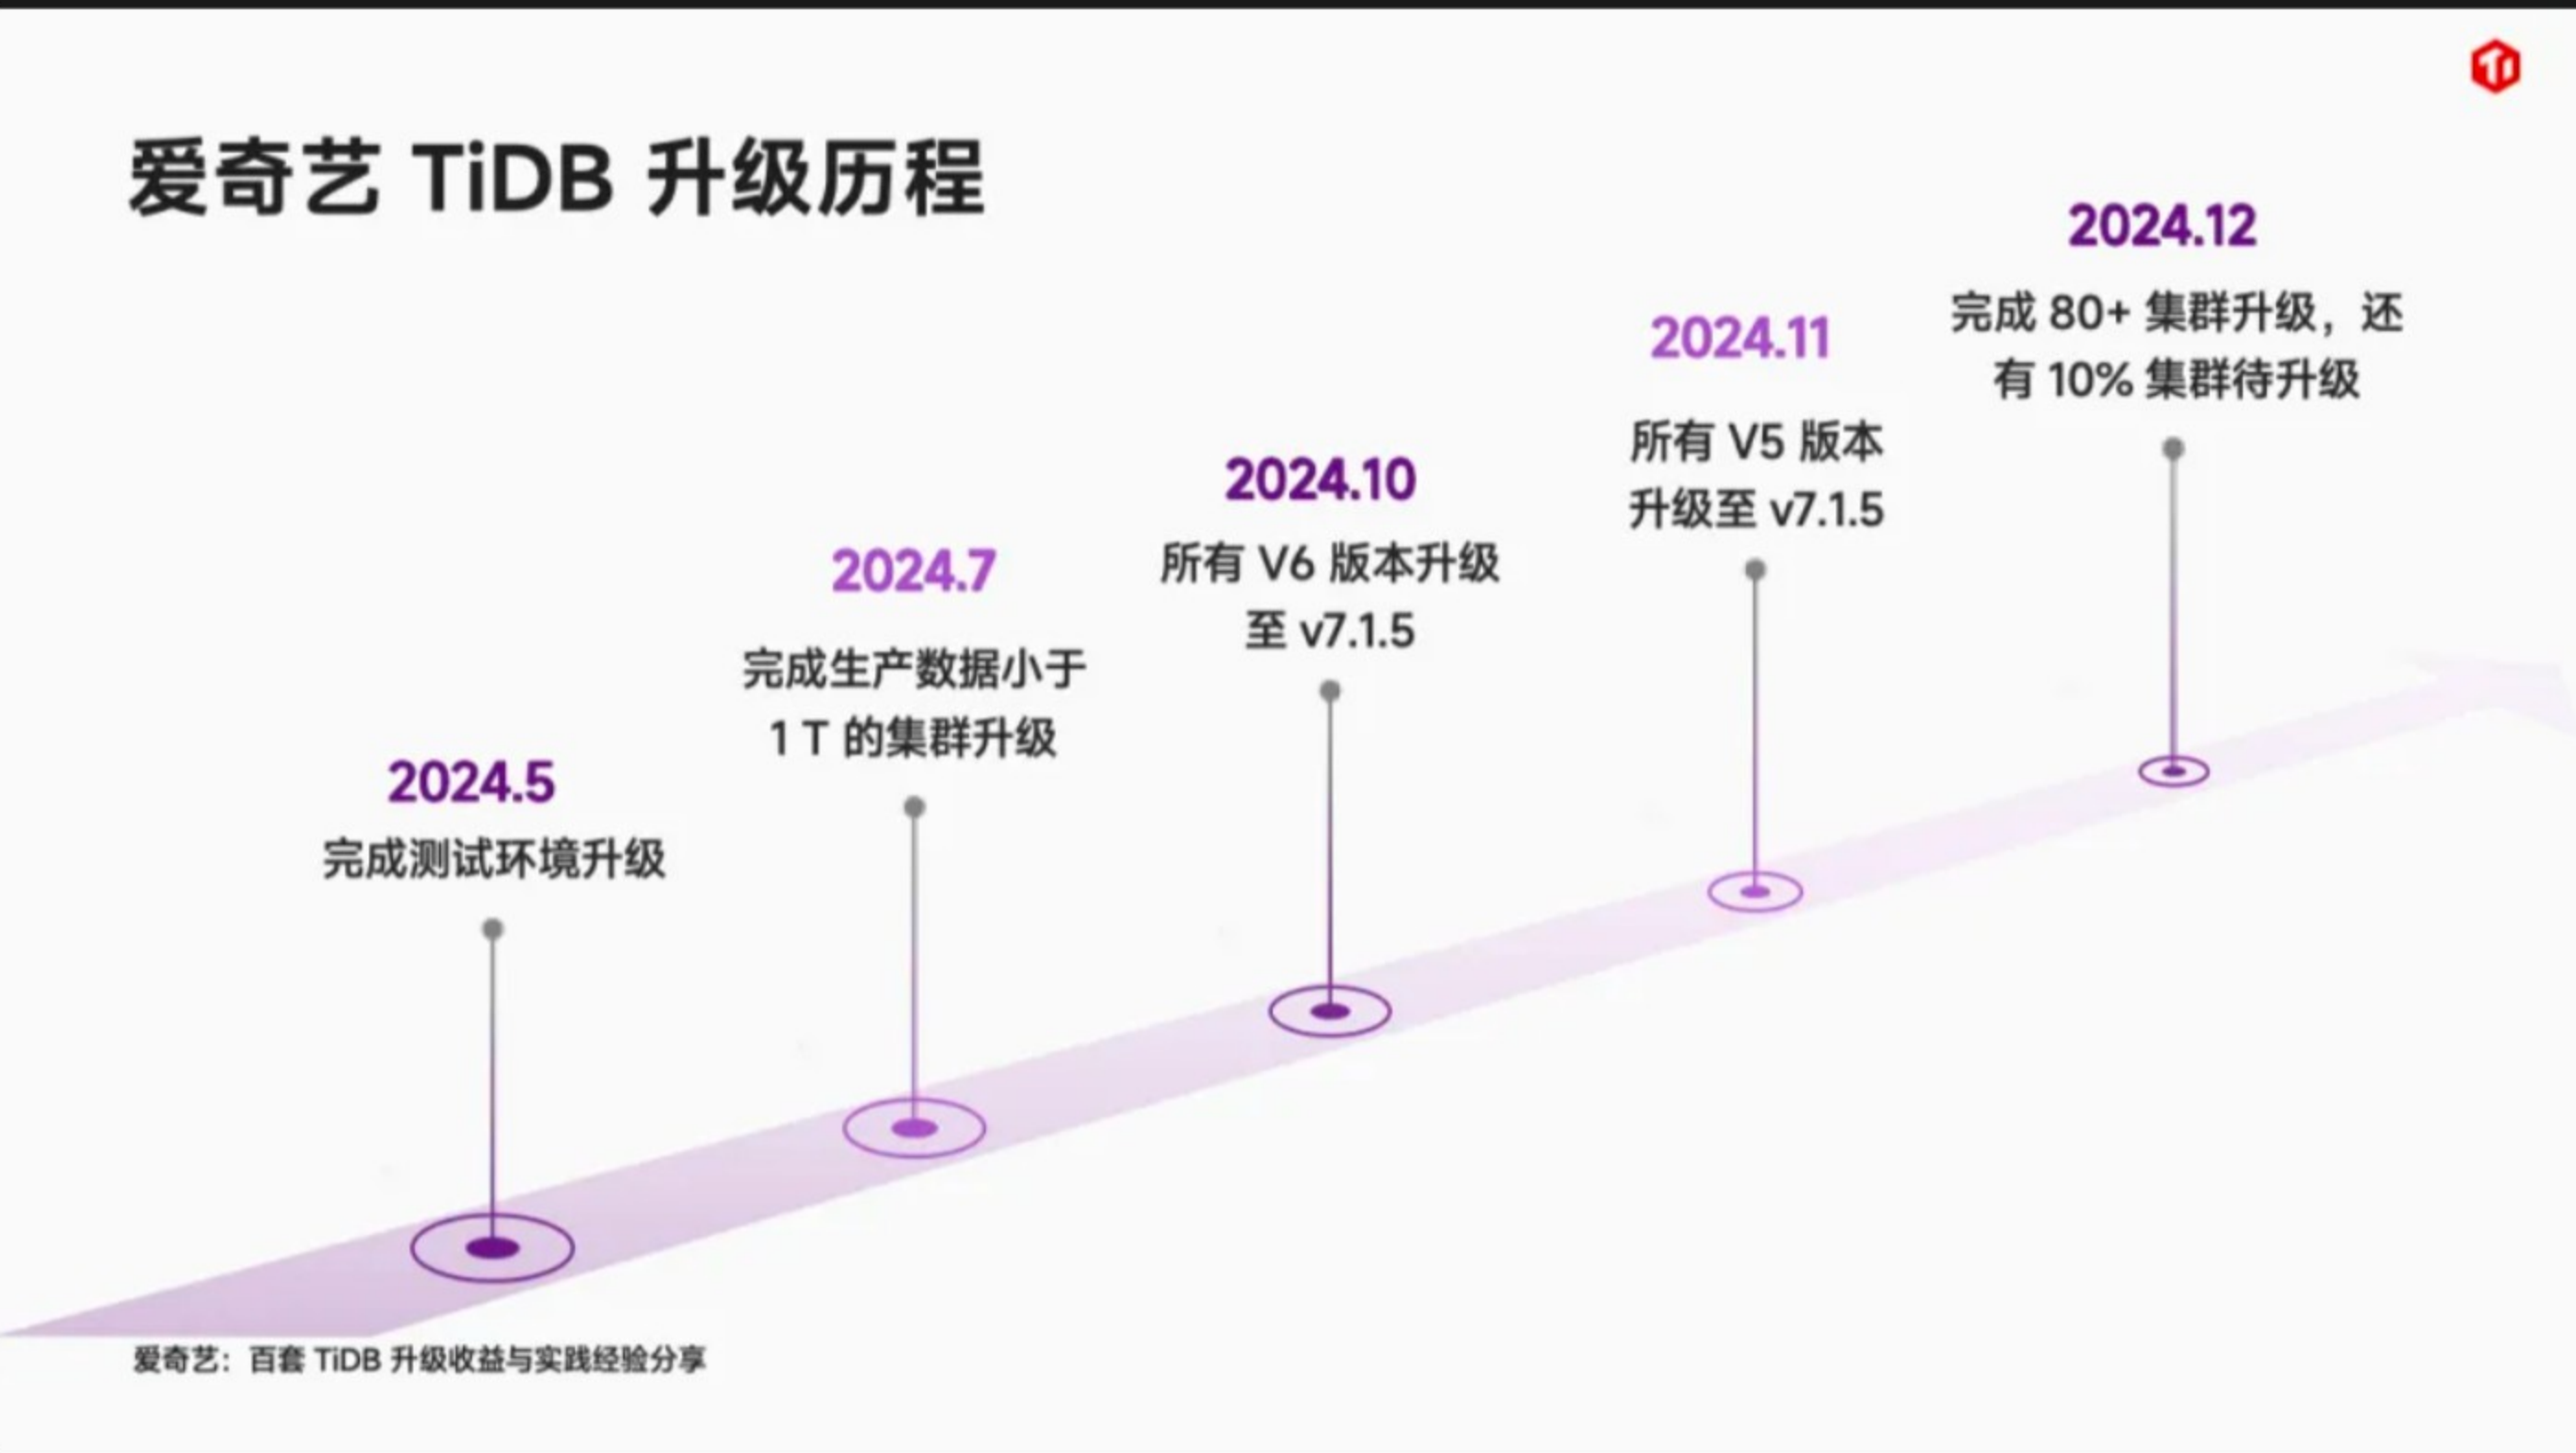 爱奇艺 TiDB 升级历程
2024.5
完成测试环境升级
2024.7
完成生产数据小于
1 T 的集群升级
2024.10
所有 V6 版本升级
至 v7.1.5
2024.11
所有 V5 版本
升级至 v7.1.5
2024.12
完成 80+ 集群升级，还
有 10% 集群待升级
爱奇艺：百套 TiDB 升级收益与实践经验分享